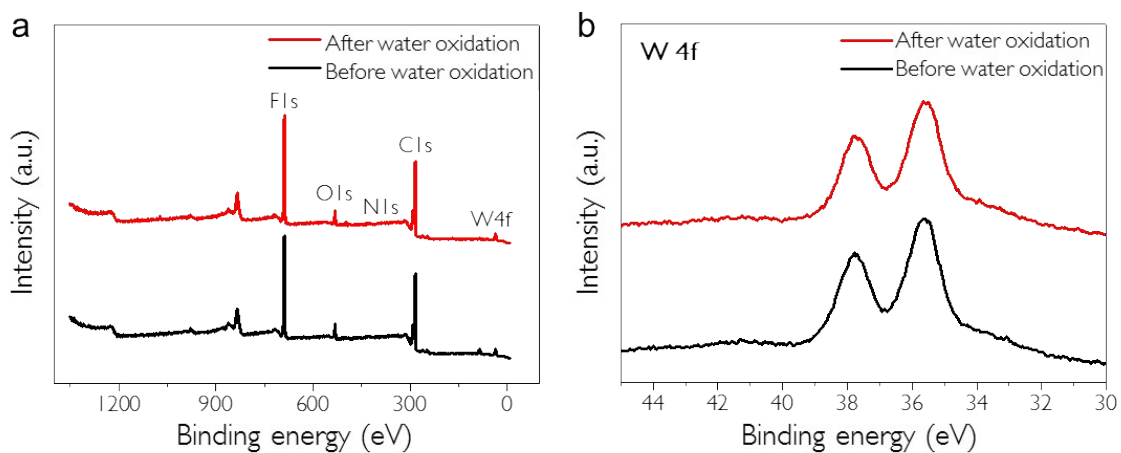 a
After water oxidation
Before water oxidation
F1s
C1s
O1s
N1s
W4f
Intensity (a.u.)
1200 900 600 300 0
Binding energy (eV)
b
W 4f
After water oxidation
Before water oxidation
Intensity (a.u.)
44 42 40 38 36 34 32 30
Binding energy (eV)